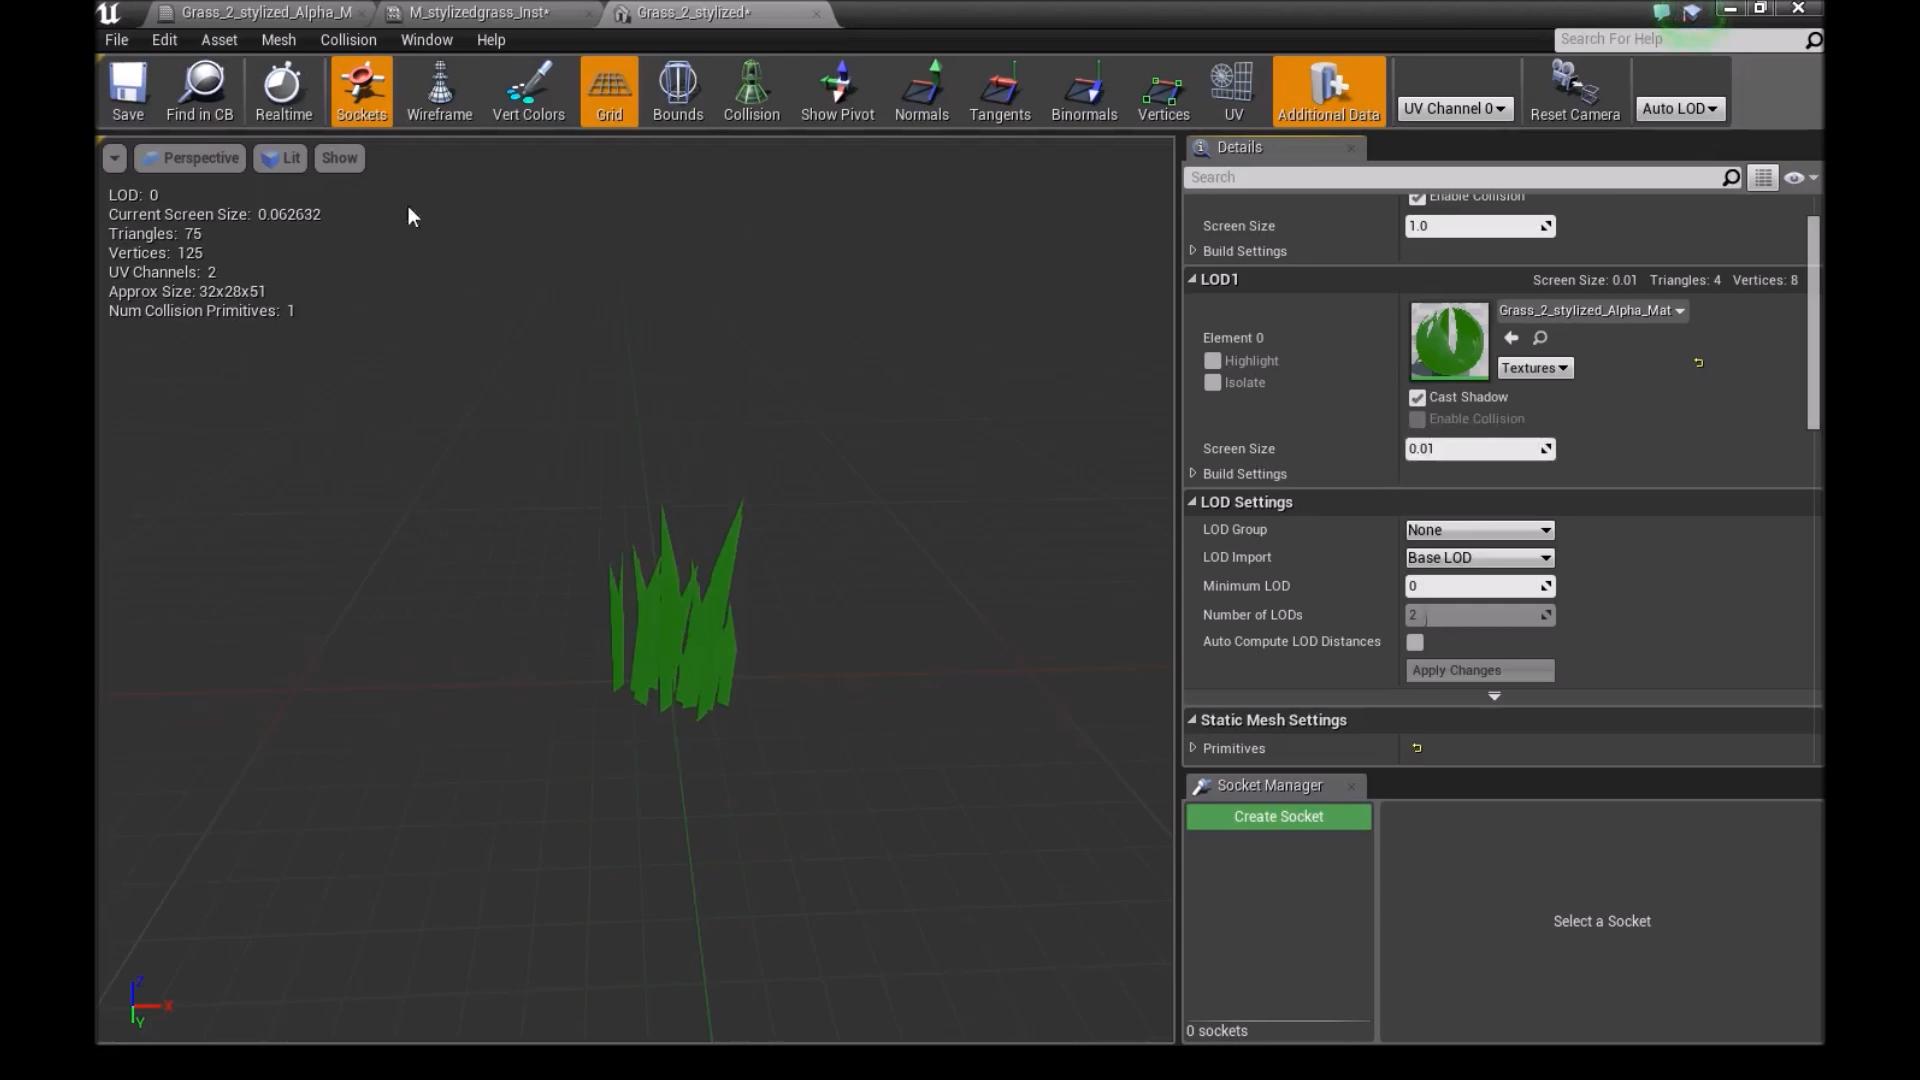 Grass_2_stylized_Alpha_M
M_stylizedgrass_Inst*
Grass_2_stylized*
File Edit Asset Mesh Collision Window Help
Search For Help
Save
Find in CB
Realtime
Sockets
Wireframe
Vert Colors
Grid
Bounds
Collision
Show Pivot
Normals
Tangents
Binormals
Vertices
UV
Additional Data
UV Channel 0
Reset Camera
Auto LOD
Perspective
Lit
Show
LOD: 0
Current Screen Size: 0.062632
Triangles: 75
Vertices: 125
UV Channels: 2
Approx Size: 32x28x51
Num Collision Primitives: 1
Z
X
Y
Details
Search
Enable Collision
Screen Size 1.0
Build Settings
LOD1 Screen Size: 0.01 Triangles: 4 Vertices: 8
Grass_2_stylized_Alpha_Mat
Element 0
Highlight
Isolate
Textures
Cast Shadow
Enable Collision
Screen Size 0.01
Build Settings
LOD Settings
LOD Group None
LOD Import Base LOD
Minimum LOD 0
Number of LODs 2
Auto Compute LOD Distances
Apply Changes
Static Mesh Settings
Primitives
Socket Manager
Create Socket
Select a Socket
0 sockets